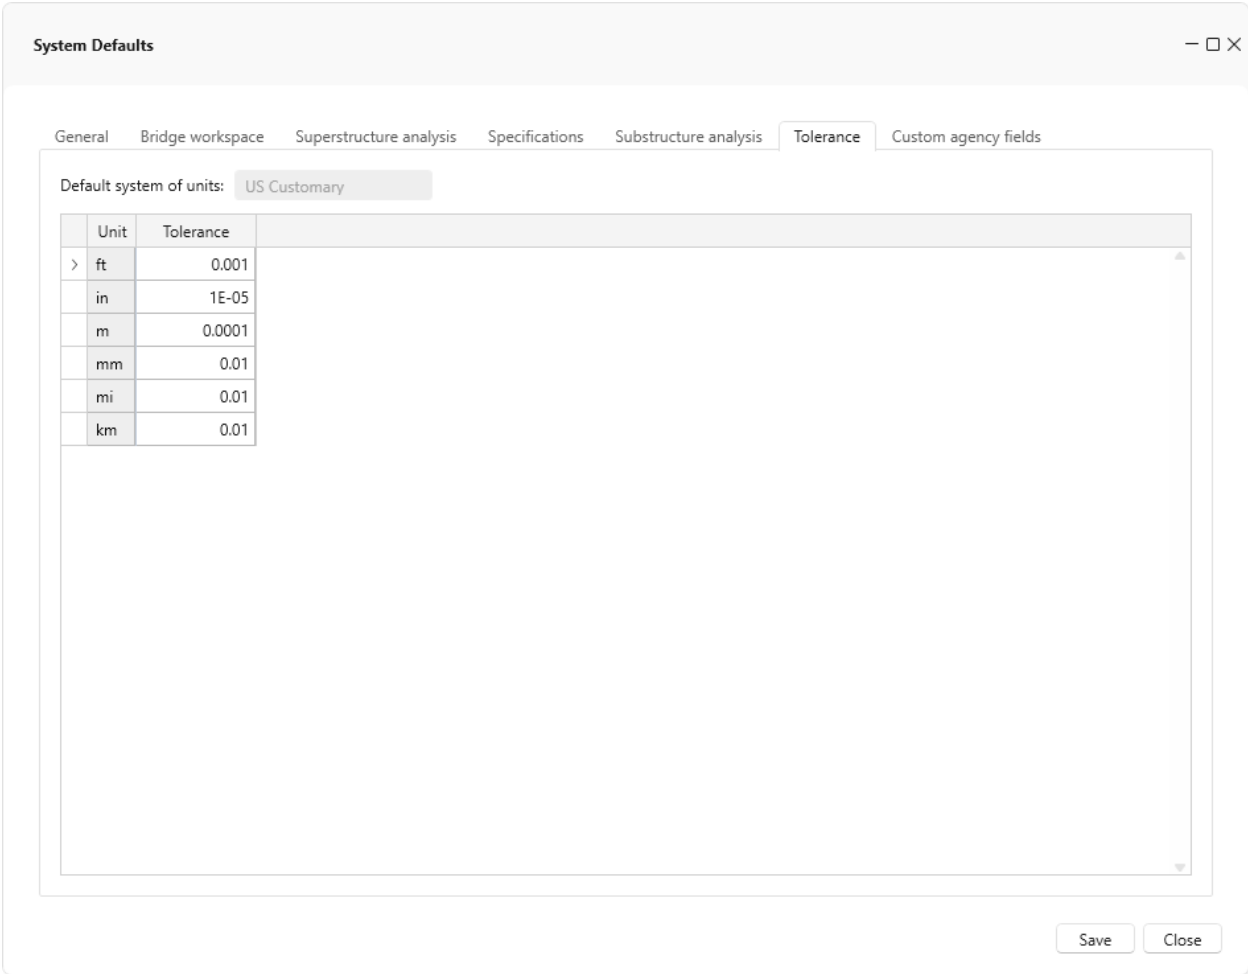 System Defaults
General Bridge workspace Superstructure analysis Specifications Substructure analysis Tolerance Custom agency fields
Default system of units: US Customary
Unit Tolerance
ft 0.001
in 1E-05
m 0.0001
mm 0.01
mi 0.01
km 0.01
Save Close